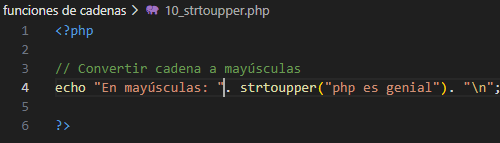 funciones de cadenas > 10_strtoupper.php
1 <?php
2
3 // Convertir cadena a mayúsculas
4 echo "En mayúsculas: ". strtoupper("php es genial"). "\n";
5
6 ?>